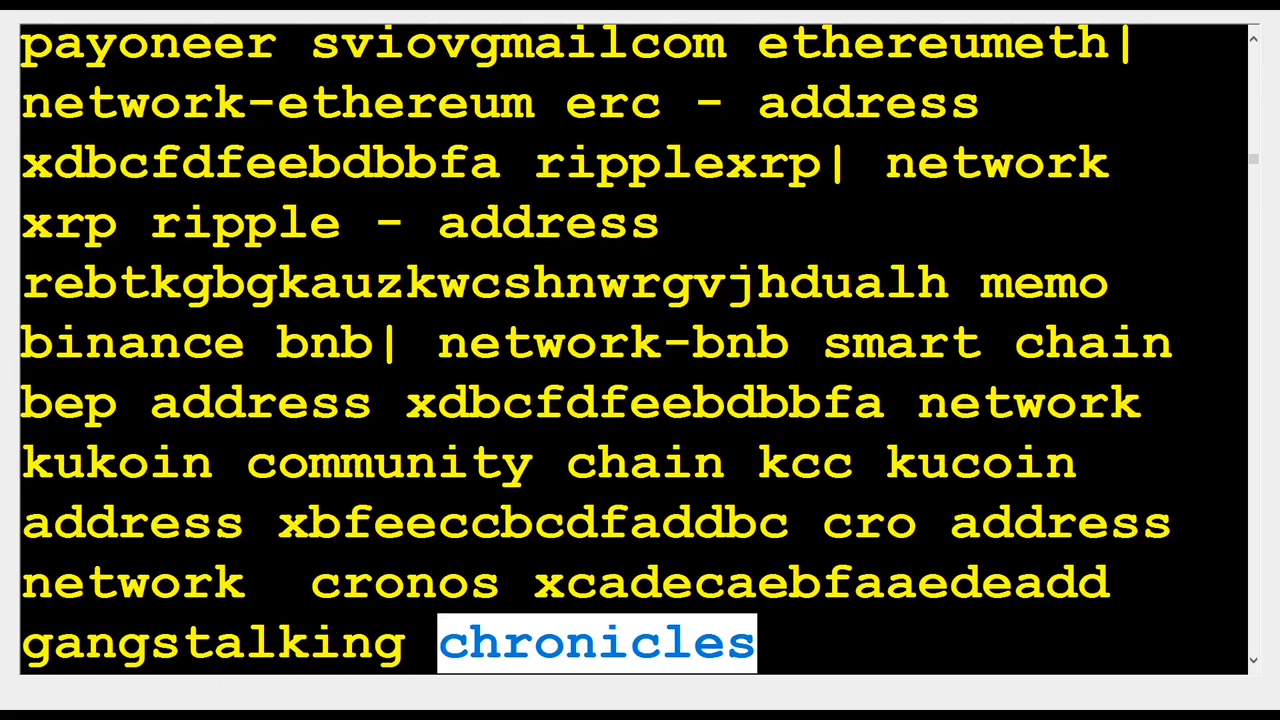 payoneer sviovgmailcom ethereumeth|
network-ethereum erc - address
xdbcfdfeebdbbfa ripplexrp| network
xrp ripple - address
rebtkgbgkauzkwcshnwrgvjhdualh memo
binance bnb| network-bnb smart chain
bep address xdbcfdfeebdbbfa network
kukoin community chain kcc kucoin
address xbfeeccbcdfaddbc cro address
network  cronos xcadecaebfaaedeadd
gangstalking chronicles